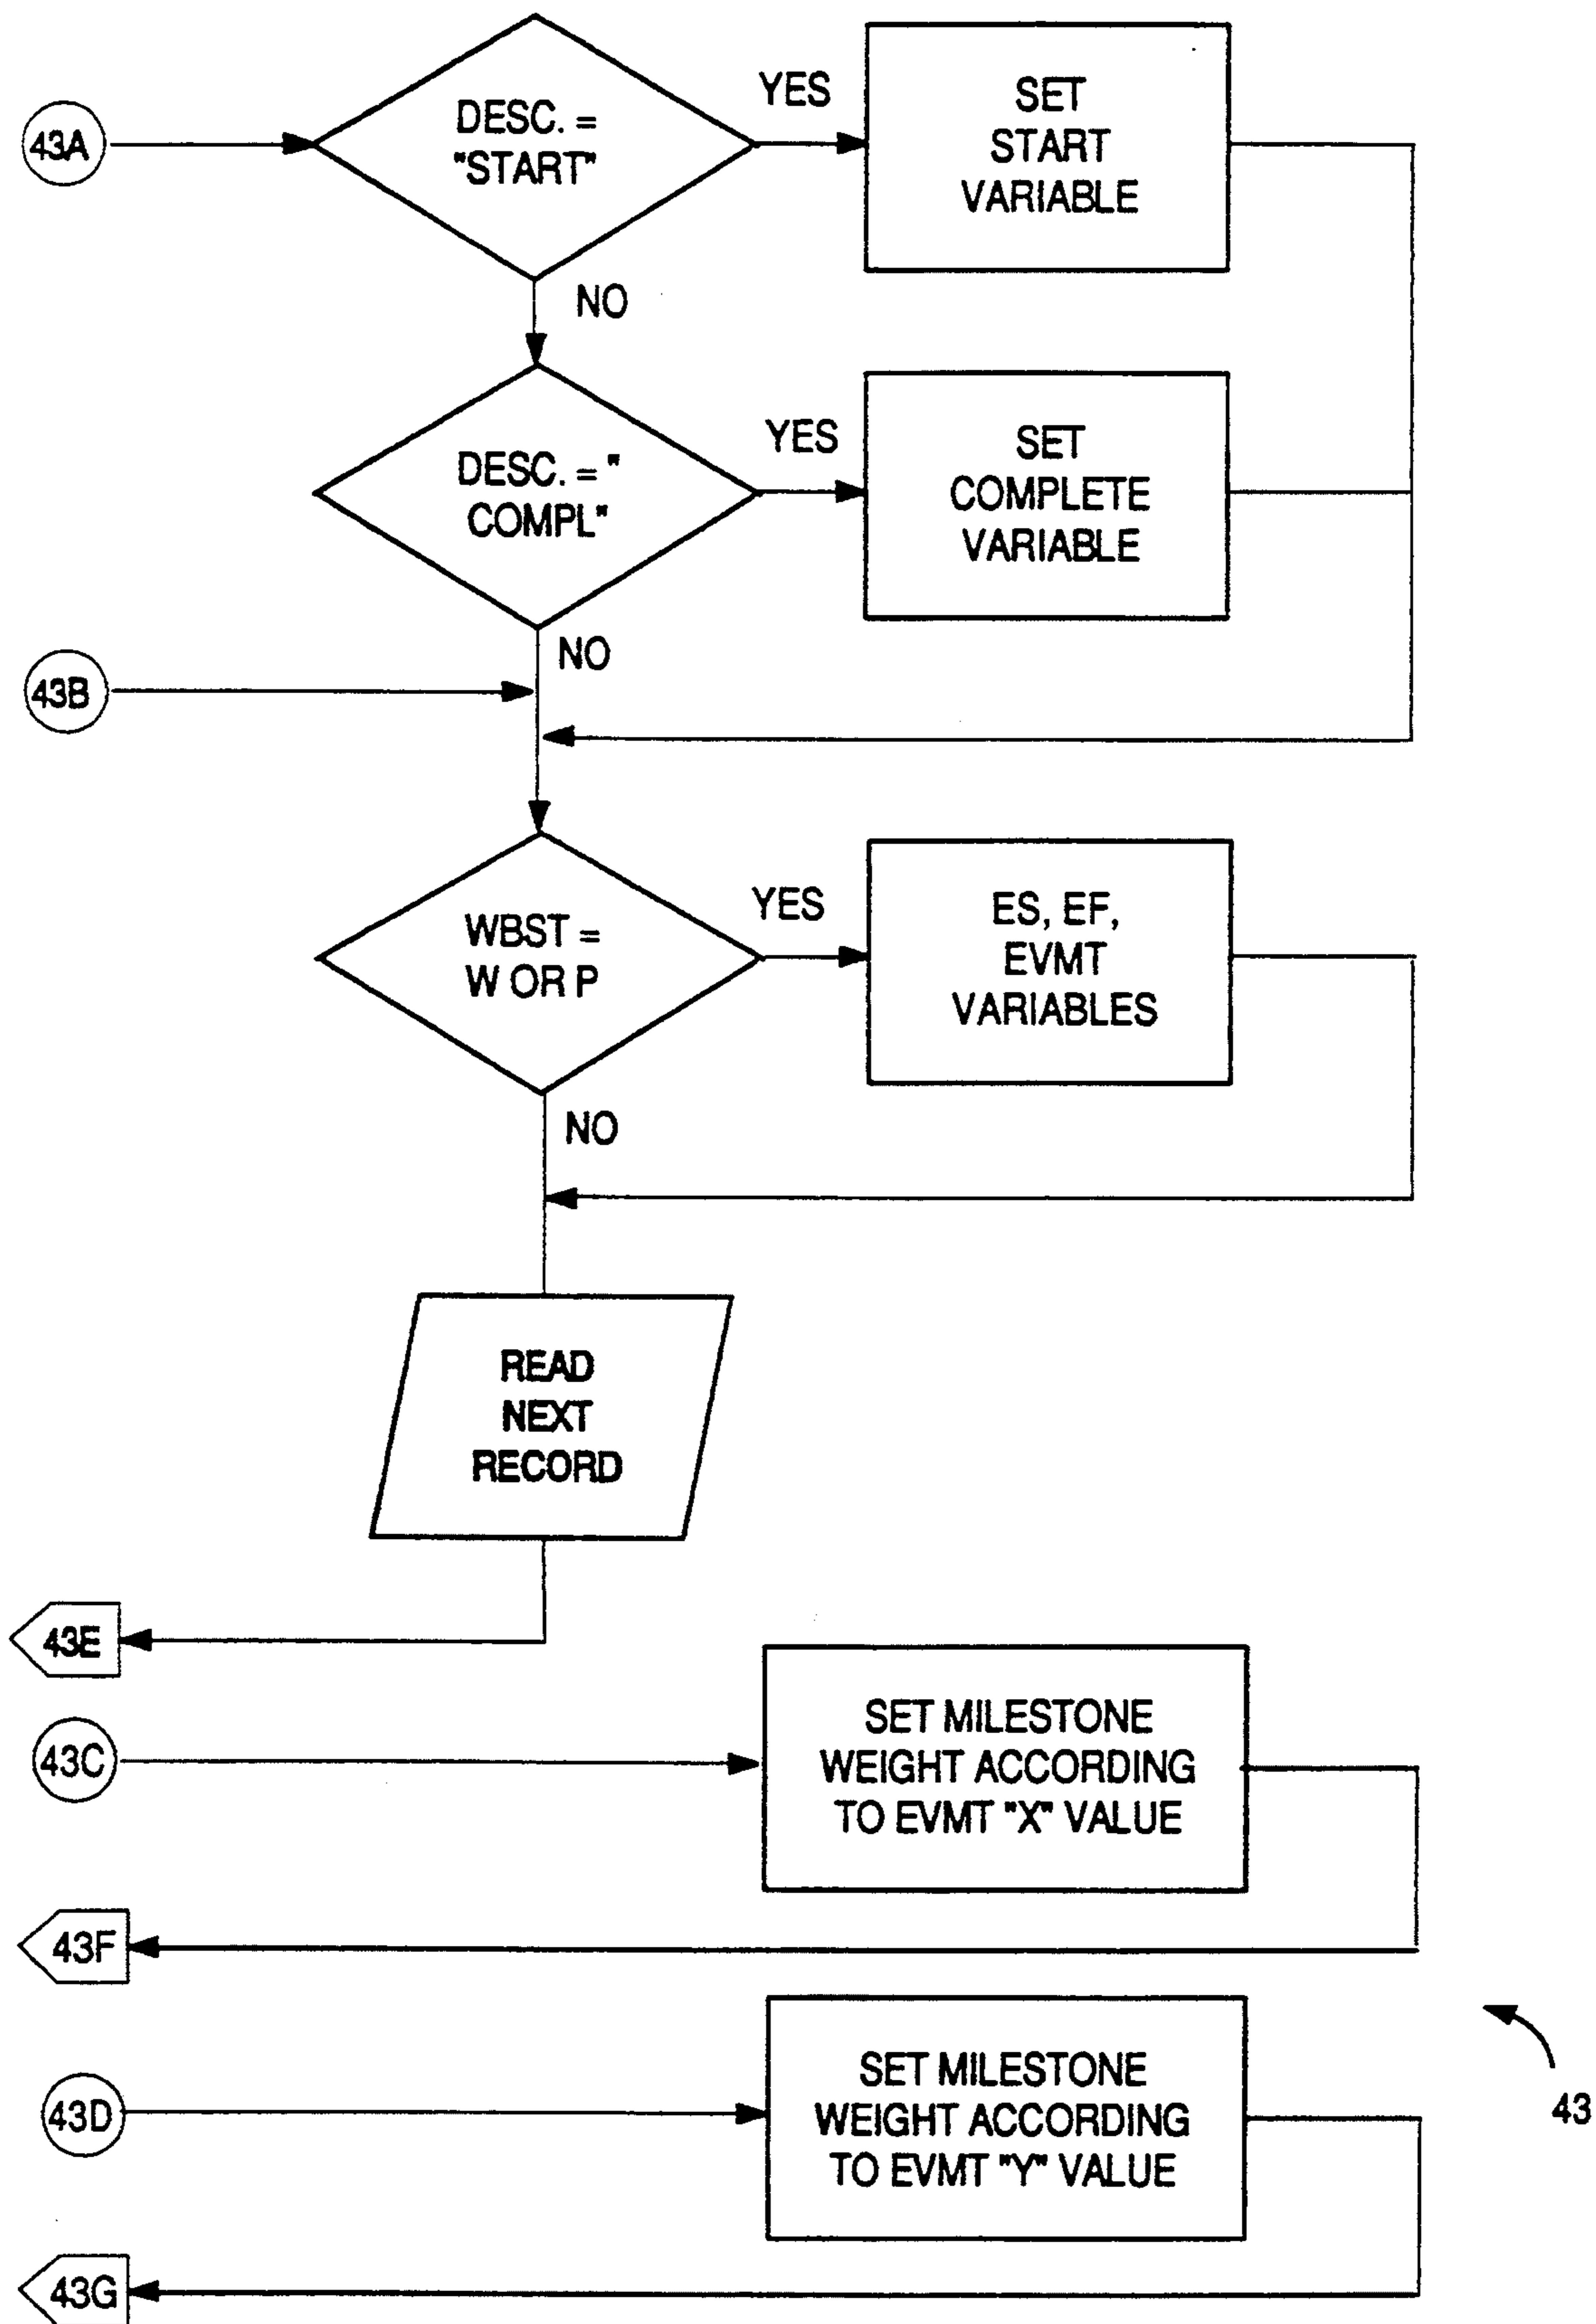 43A
DESC. =
"START"
YES
SET
START
VARIABLE
NO
DESC. = "
COMPL"
YES
SET
COMPLETE
VARIABLE
NO
43B
WBST =
W OR P
YES
ES, EF,
EVMT
VARIABLES
NO
READ
NEXT
RECORD
43E
43C
SET MILESTONE
WEIGHT ACCORDING
TO EVMT "X" VALUE
43F
43D
SET MILESTONE
WEIGHT ACCORDING
TO EVMT "Y" VALUE
43
43G